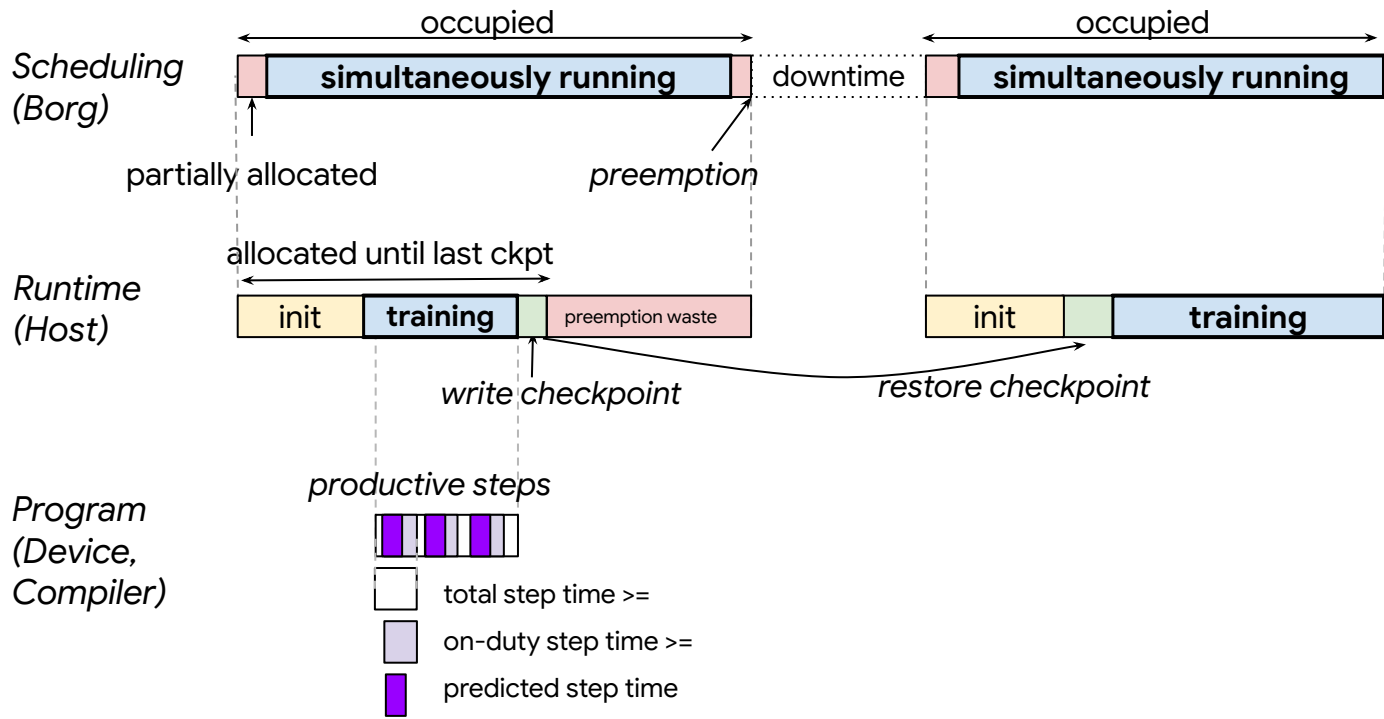 occupied
occupied
Scheduling
(Borg)
simultaneously running
downtime
simultaneously running
partially allocated
preemption
allocated until last ckpt
Runtime
(Host)
init
training
preemption waste
init
training
write checkpoint
restore checkpoint
productive steps
Program
(Device,
Compiler)
total step time >=
on-duty step time >=
predicted step time